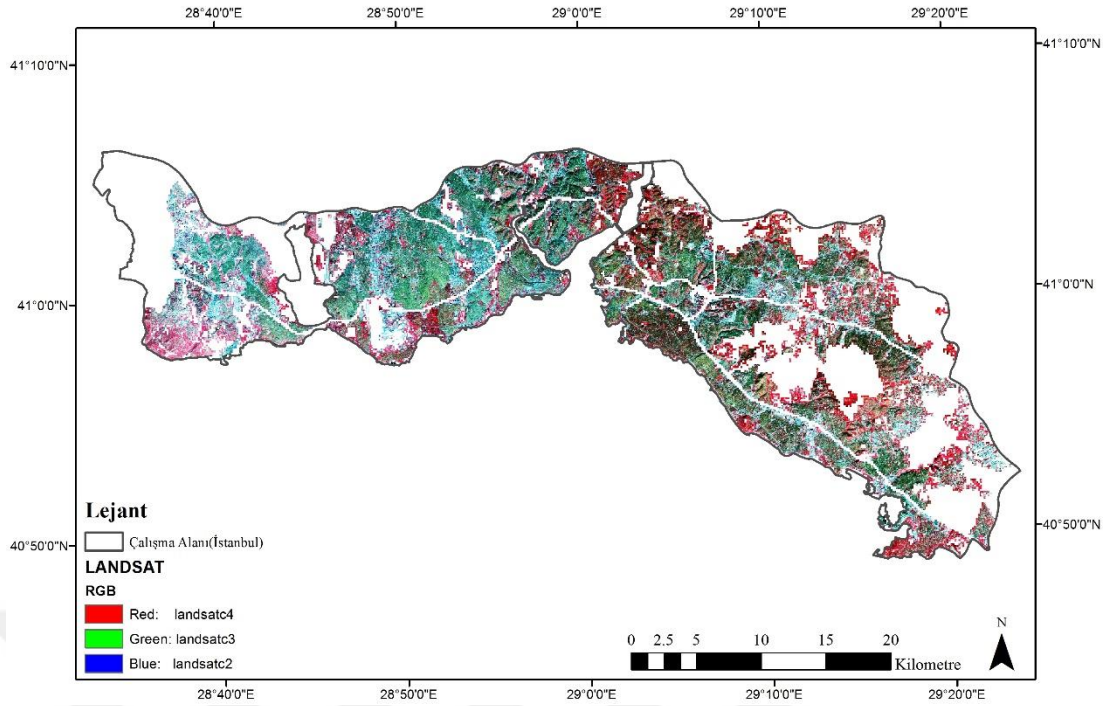 28°40'0"E 28°50'0"E 29°0'0"E 29°10'0"E 29°20'0"E
41°10'0"N 41°10'0"N
41°0'0"N 41°0'0"N
40°50'0"N 40°50'0"N
Lejant
Çalışma Alanı(İstanbul)
LANDSAT
RGB
Red: landsatc4
Green: landsatc3
Blue: landsatc2
0 2.5 5 10 15 20
Kilometre
N
28°40'0"E 28°50'0"E 29°0'0"E 29°10'0"E 29°20'0"E